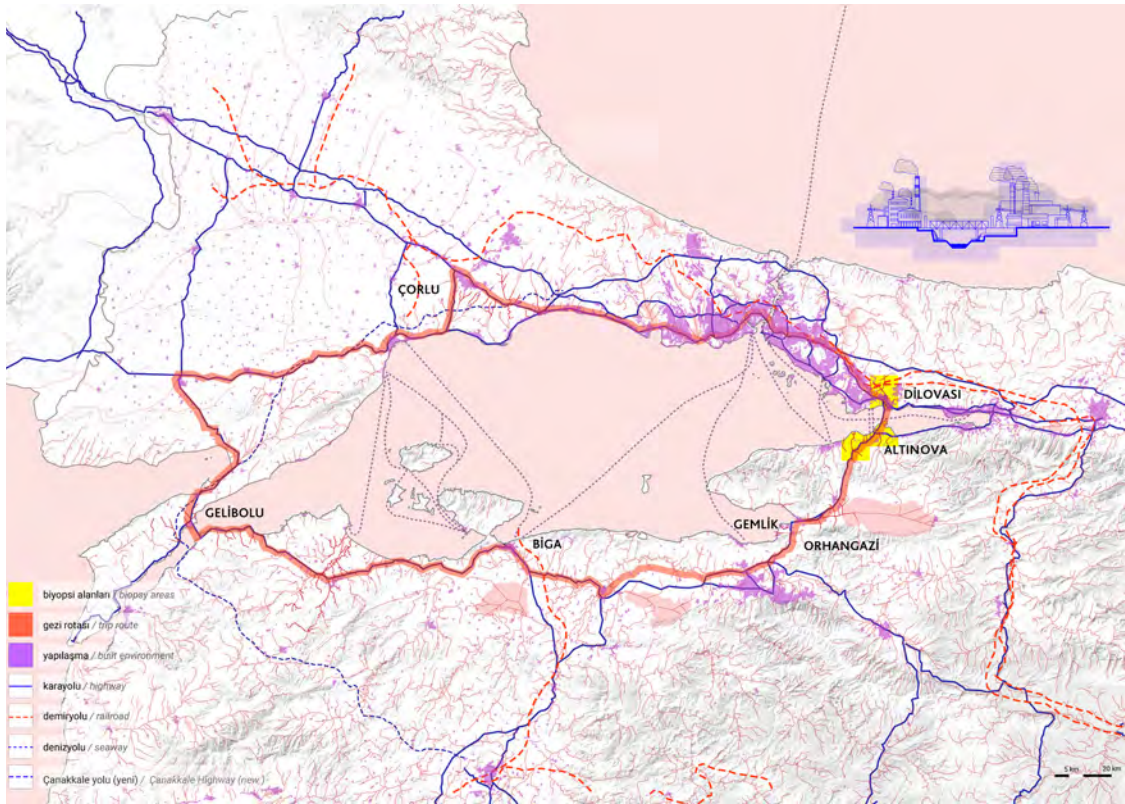 ÇORLU
DİLOVASI
ALTINOVA
GELİBOLU
GEMLİK
BİGA
ORHANGAZİ
biyopsi alanları / biopsy areas
gezi rotası / trip route
yapılaşma / built environment
karayolu / highway
demiryolu / railroad
denizyolu / seaway
Çanakkale yolu (yeni) / Çanakkale Highway (new )
5 km 20 km